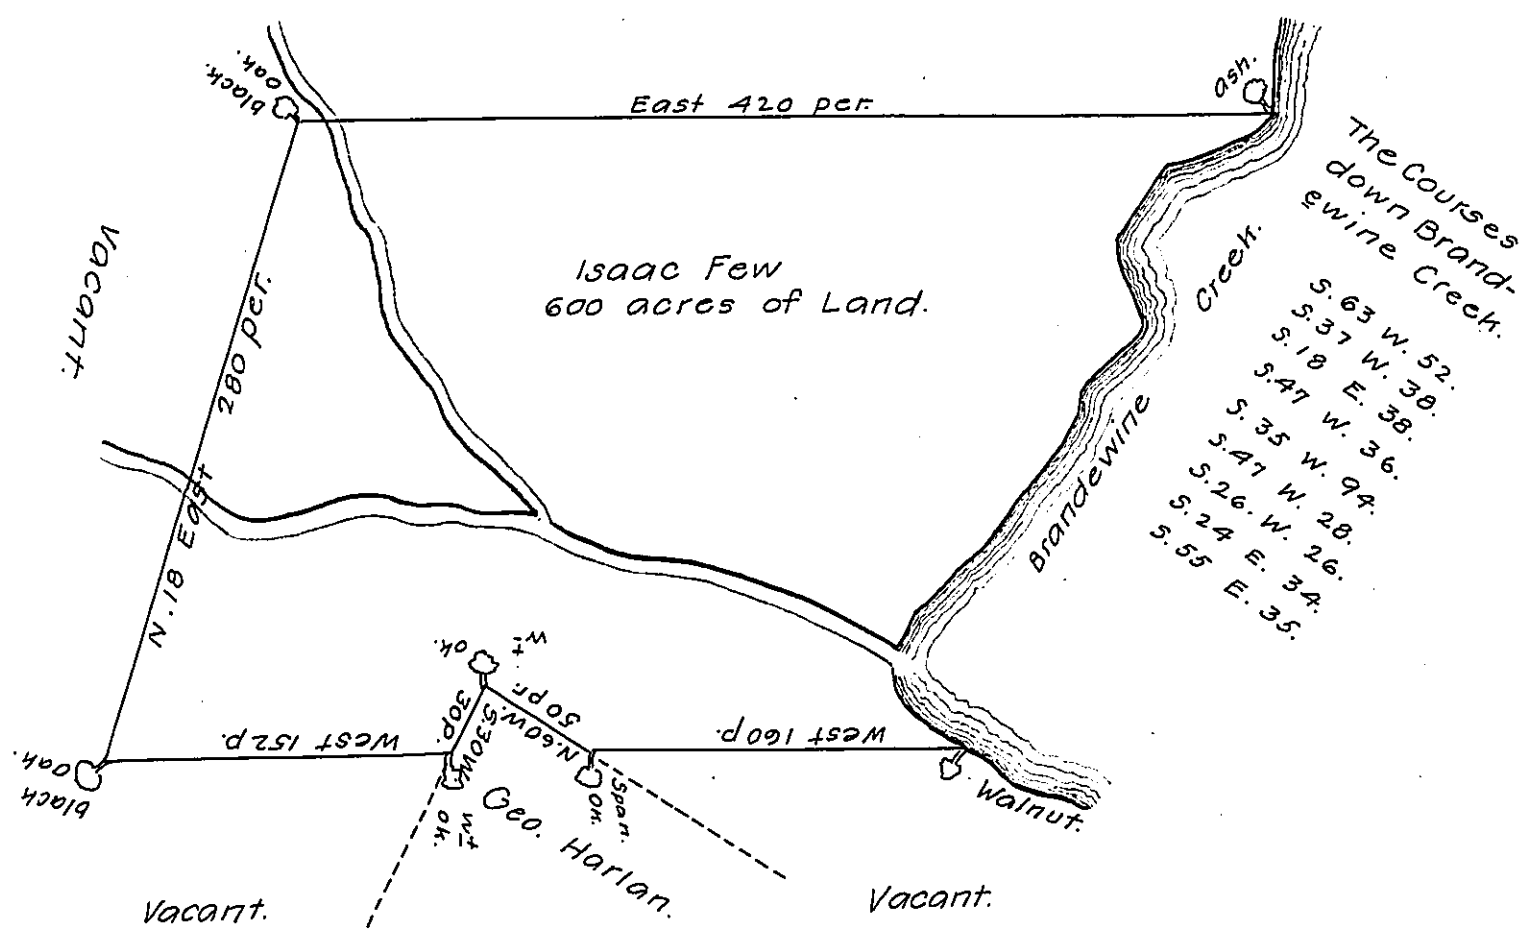 black.
oak.
East 420 per.
ash.
Vacant.
Isaac Few
600 acres of Land.
The Courses
down Brand-
ewine Creek.
S. 63 W. 52.
S. 37 W. 38.
S. 18 E. 38.
S. 47 W. 36.
S. 35 W. 94.
S. 47 W. 28.
S. 26. W. 26.
S. 24 E. 34.
S. 55 E. 35.
Brandewine Creek.
N. 18 East 280 per.
black
oak.
West 152 p.
wt
ok.
S. 30 W.
30 p.
wt
ok.
N. 60 W.
50 pr.
Span.
OK.
West 160 p.
Walnut.
Geo. Harlan.
Vacant.
Vacant.